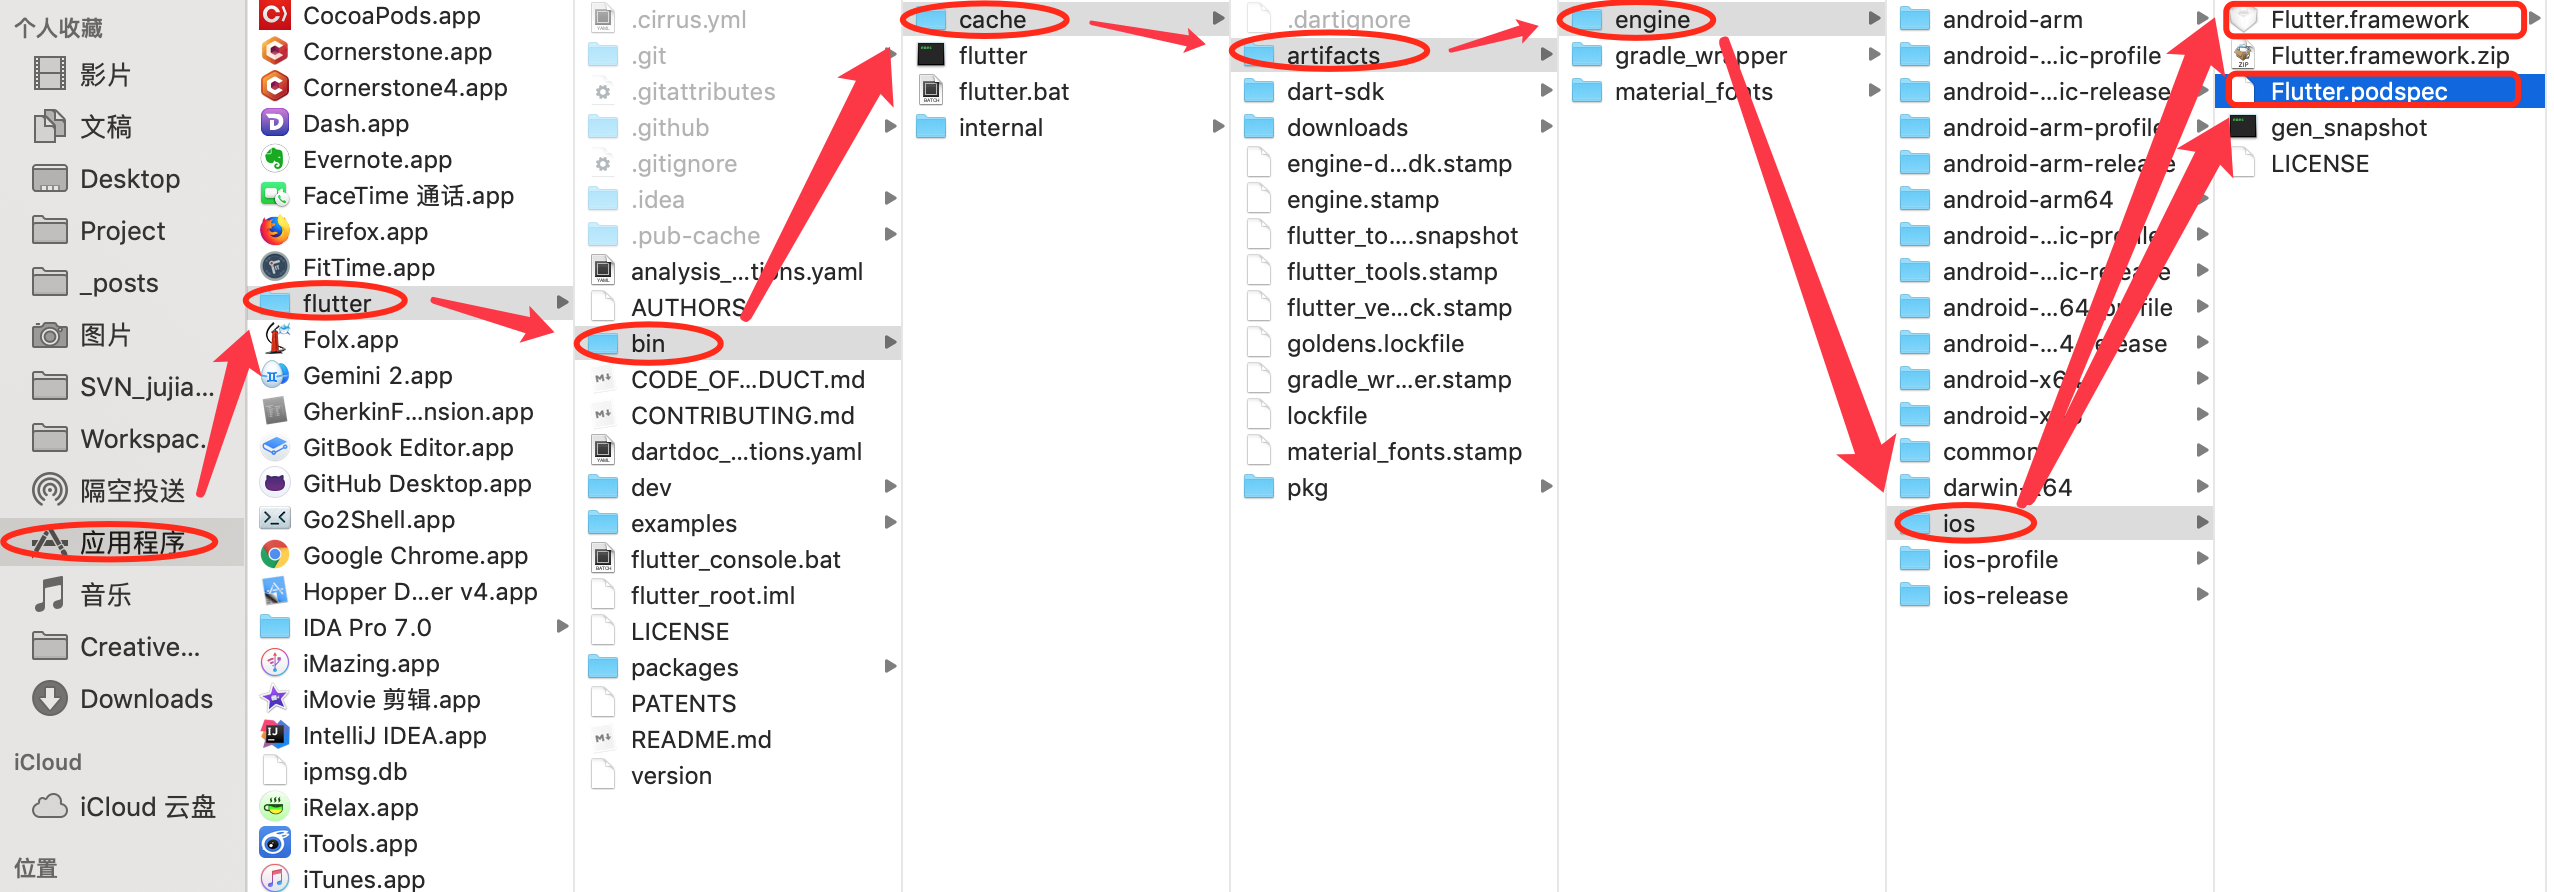 个人收藏
影片
文稿
Desktop
Project
_posts
图片
SVN_jujia...
Workspac...
隔空投送
应用程序
音乐
Creative...
Downloads
iCloud
iCloud 云盘
位置
CocoaPods.app
Cornerstone.app
Cornerstone4.app
Dash.app
Evernote.app
FaceTime 通话.app
Firefox.app
FitTime.app
flutter
Folx.app
Gemini 2.app
GherkinF...nsion.app
GitBook Editor.app
GitHub Desktop.app
Go2Shell.app
Google Chrome.app
Hopper D...er v4.app
IDA Pro 7.0
iMazing.app
iMovie 剪辑.app
IntelliJ IDEA.app
ipmsg.db
iRelax.app
iTools.app
iTunes.app
.cirrus.yml
.git
.gitattributes
.github
.gitignore
.idea
.pub-cache
analysis_...tions.yaml
AUTHORS
bin
CODE_OF...DUCT.md
CONTRIBUTING.md
dartdoc_...tions.yaml
dev
examples
flutter_console.bat
flutter_root.iml
LICENSE
packages
PATENTS
README.md
version
cache
flutter
flutter.bat
internal
.dartignore
artifacts
dart-sdk
downloads
engine-d...dk.stamp
engine.stamp
flutter_to....snapshot
flutter_tools.stamp
flutter_ve...ck.stamp
goldens.lockfile
gradle_wr...er.stamp
lockfile
material_fonts.stamp
pkg
engine
gradle_wrapper
material_fonts
android-arm
android-...ic-profile
android-...ic-release
android-arm-profile
android-arm-release
android-arm64
android-...ic-profile
android-...ic-release
android-...64-profile
android-...4-release
android-x64
android-x86
common
darwin-x64
ios
ios-profile
ios-release
Flutter.framework
Flutter.framework.zip
Flutter.podspec
gen_snapshot
LICENSE